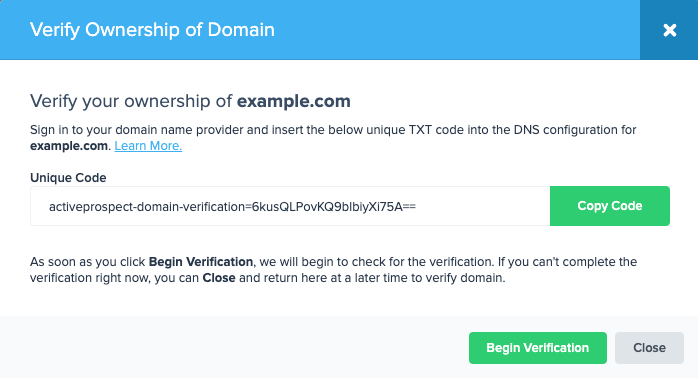 Verify Ownership of Domain
Verify your ownership of example.com
Sign in to your domain name provider and insert the below unique TXT code into the DNS configuration for
example.com. Learn More.
Unique Code
activeprospect-domain-verification=6kusQLPovKQ9blbiyXi75A==
Copy Code
As soon as you click Begin Verification, we will begin to check for the verification. If you can't complete the
verification right now, you can Close and return here at a later time to verify domain.
Begin Verification
Close